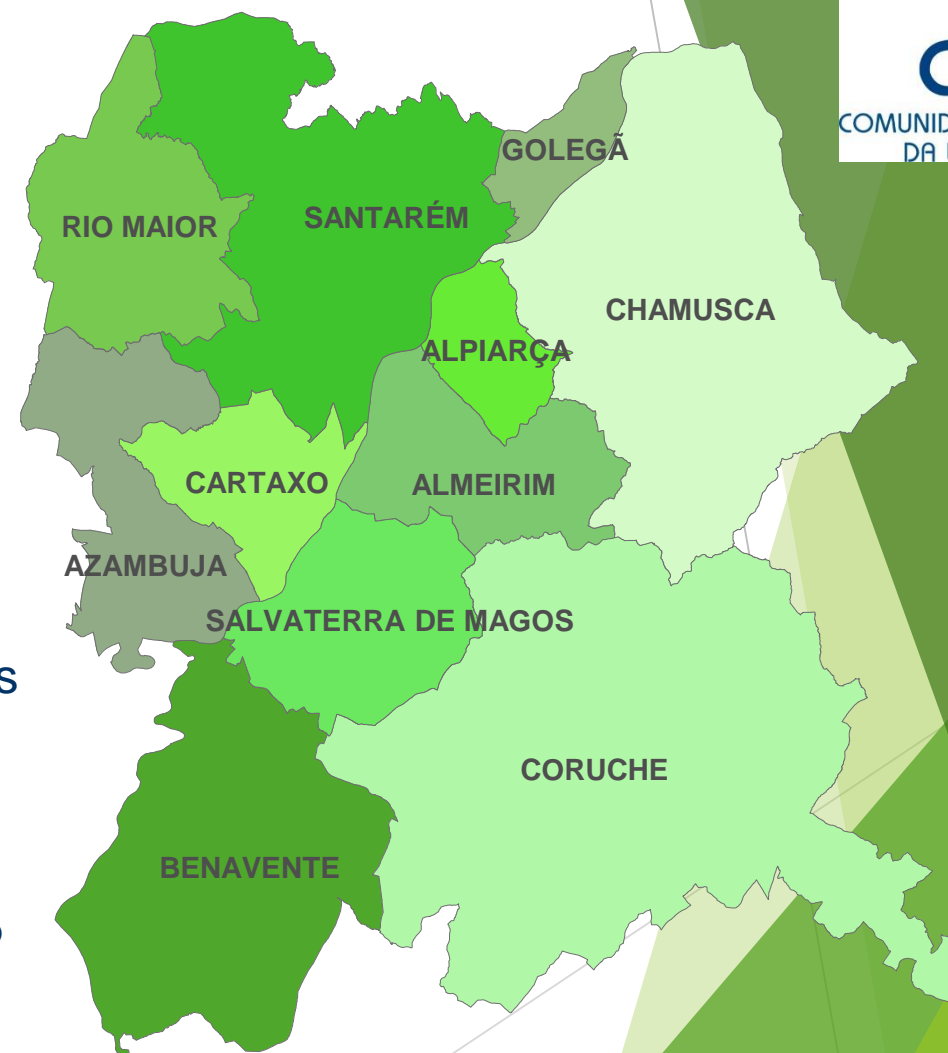 COMUNID
DA
GOLEGÃ
SANTARÉM
RIO MAIOR
CHAMUSCA
ALPIARÇA
CARTAXO
ALMEIRIM
AZAMBUJA
SALVATERRA DE MAGOS
S
CORUCHE
BENAVENTE